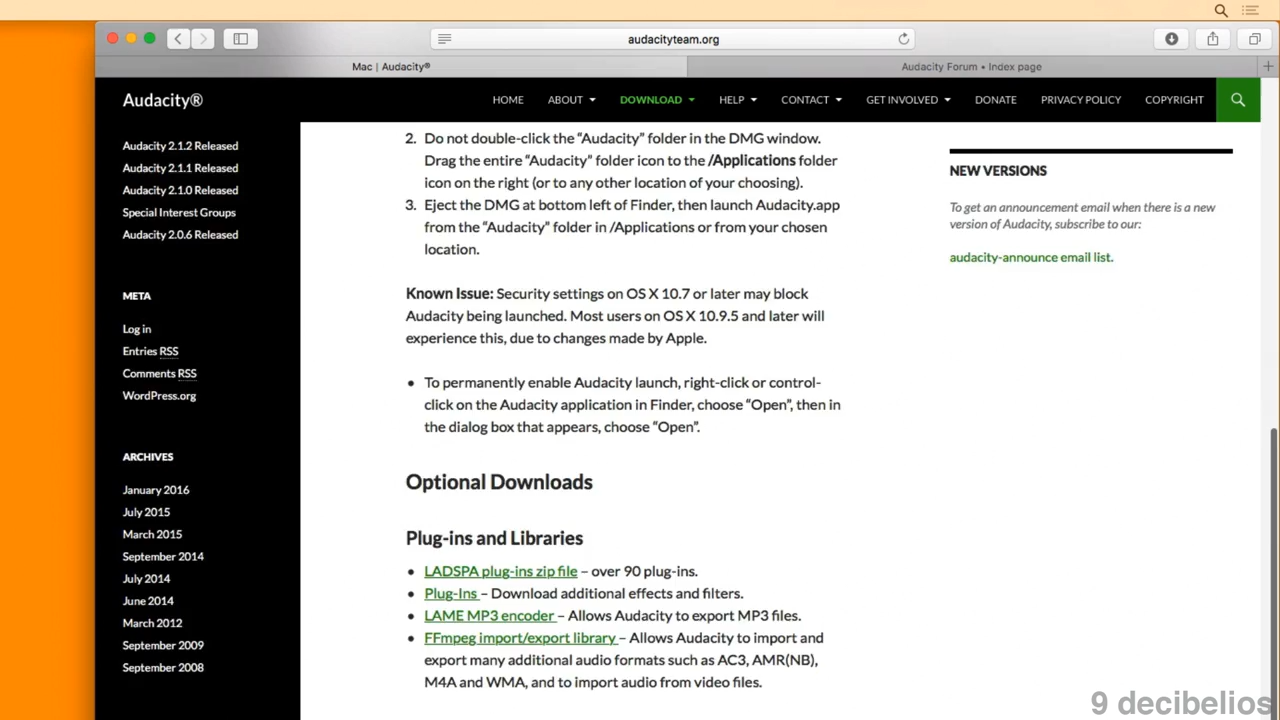 audacityteam.org
Mac | Audacity®
Audacity Forum • Index page
Audacity®
HOME
ABOUT
DOWNLOAD
HELP
CONTACT
GET INVOLVED
DONATE
PRIVACY POLICY
COPYRIGHT
Audacity 2.1.2 Released
Audacity 2.1.1 Released
Audacity 2.1.0 Released
Special Interest Groups
Audacity 2.0.6 Released
META
Log in
Entries RSS
Comments RSS
WordPress.org
ARCHIVES
January 2016
July 2015
March 2015
September 2014
July 2014
June 2014
March 2012
September 2009
September 2008
2. Do not double-click the “Audacity” folder in the DMG window.
Drag the entire “Audacity” folder icon to the /Applications folder
icon on the right (or to any other location of your choosing).
3. Eject the DMG at bottom left of Finder, then launch Audacity.app
from the “Audacity” folder in /Applications or from your chosen
location.
Known Issue: Security settings on OS X 10.7 or later may block
Audacity being launched. Most users on OS X 10.9.5 and later will
experience this, due to changes made by Apple.
• To permanently enable Audacity launch, right-click or control-
click on the Audacity application in Finder, choose “Open”, then in
the dialog box that appears, choose “Open”.
Optional Downloads
Plug-ins and Libraries
• LADSPA plug-ins zip file – over 90 plug-ins.
• Plug-Ins – Download additional effects and filters.
• LAME MP3 encoder – Allows Audacity to export MP3 files.
• FFmpeg import/export library – Allows Audacity to import and
export many additional audio formats such as AC3, AMR(NB),
M4A and WMA, and to import audio from video files.
NEW VERSIONS
To get an announcement email when there is a new
version of Audacity, subscribe to our:
audacity-announce email list.
9 decibelios